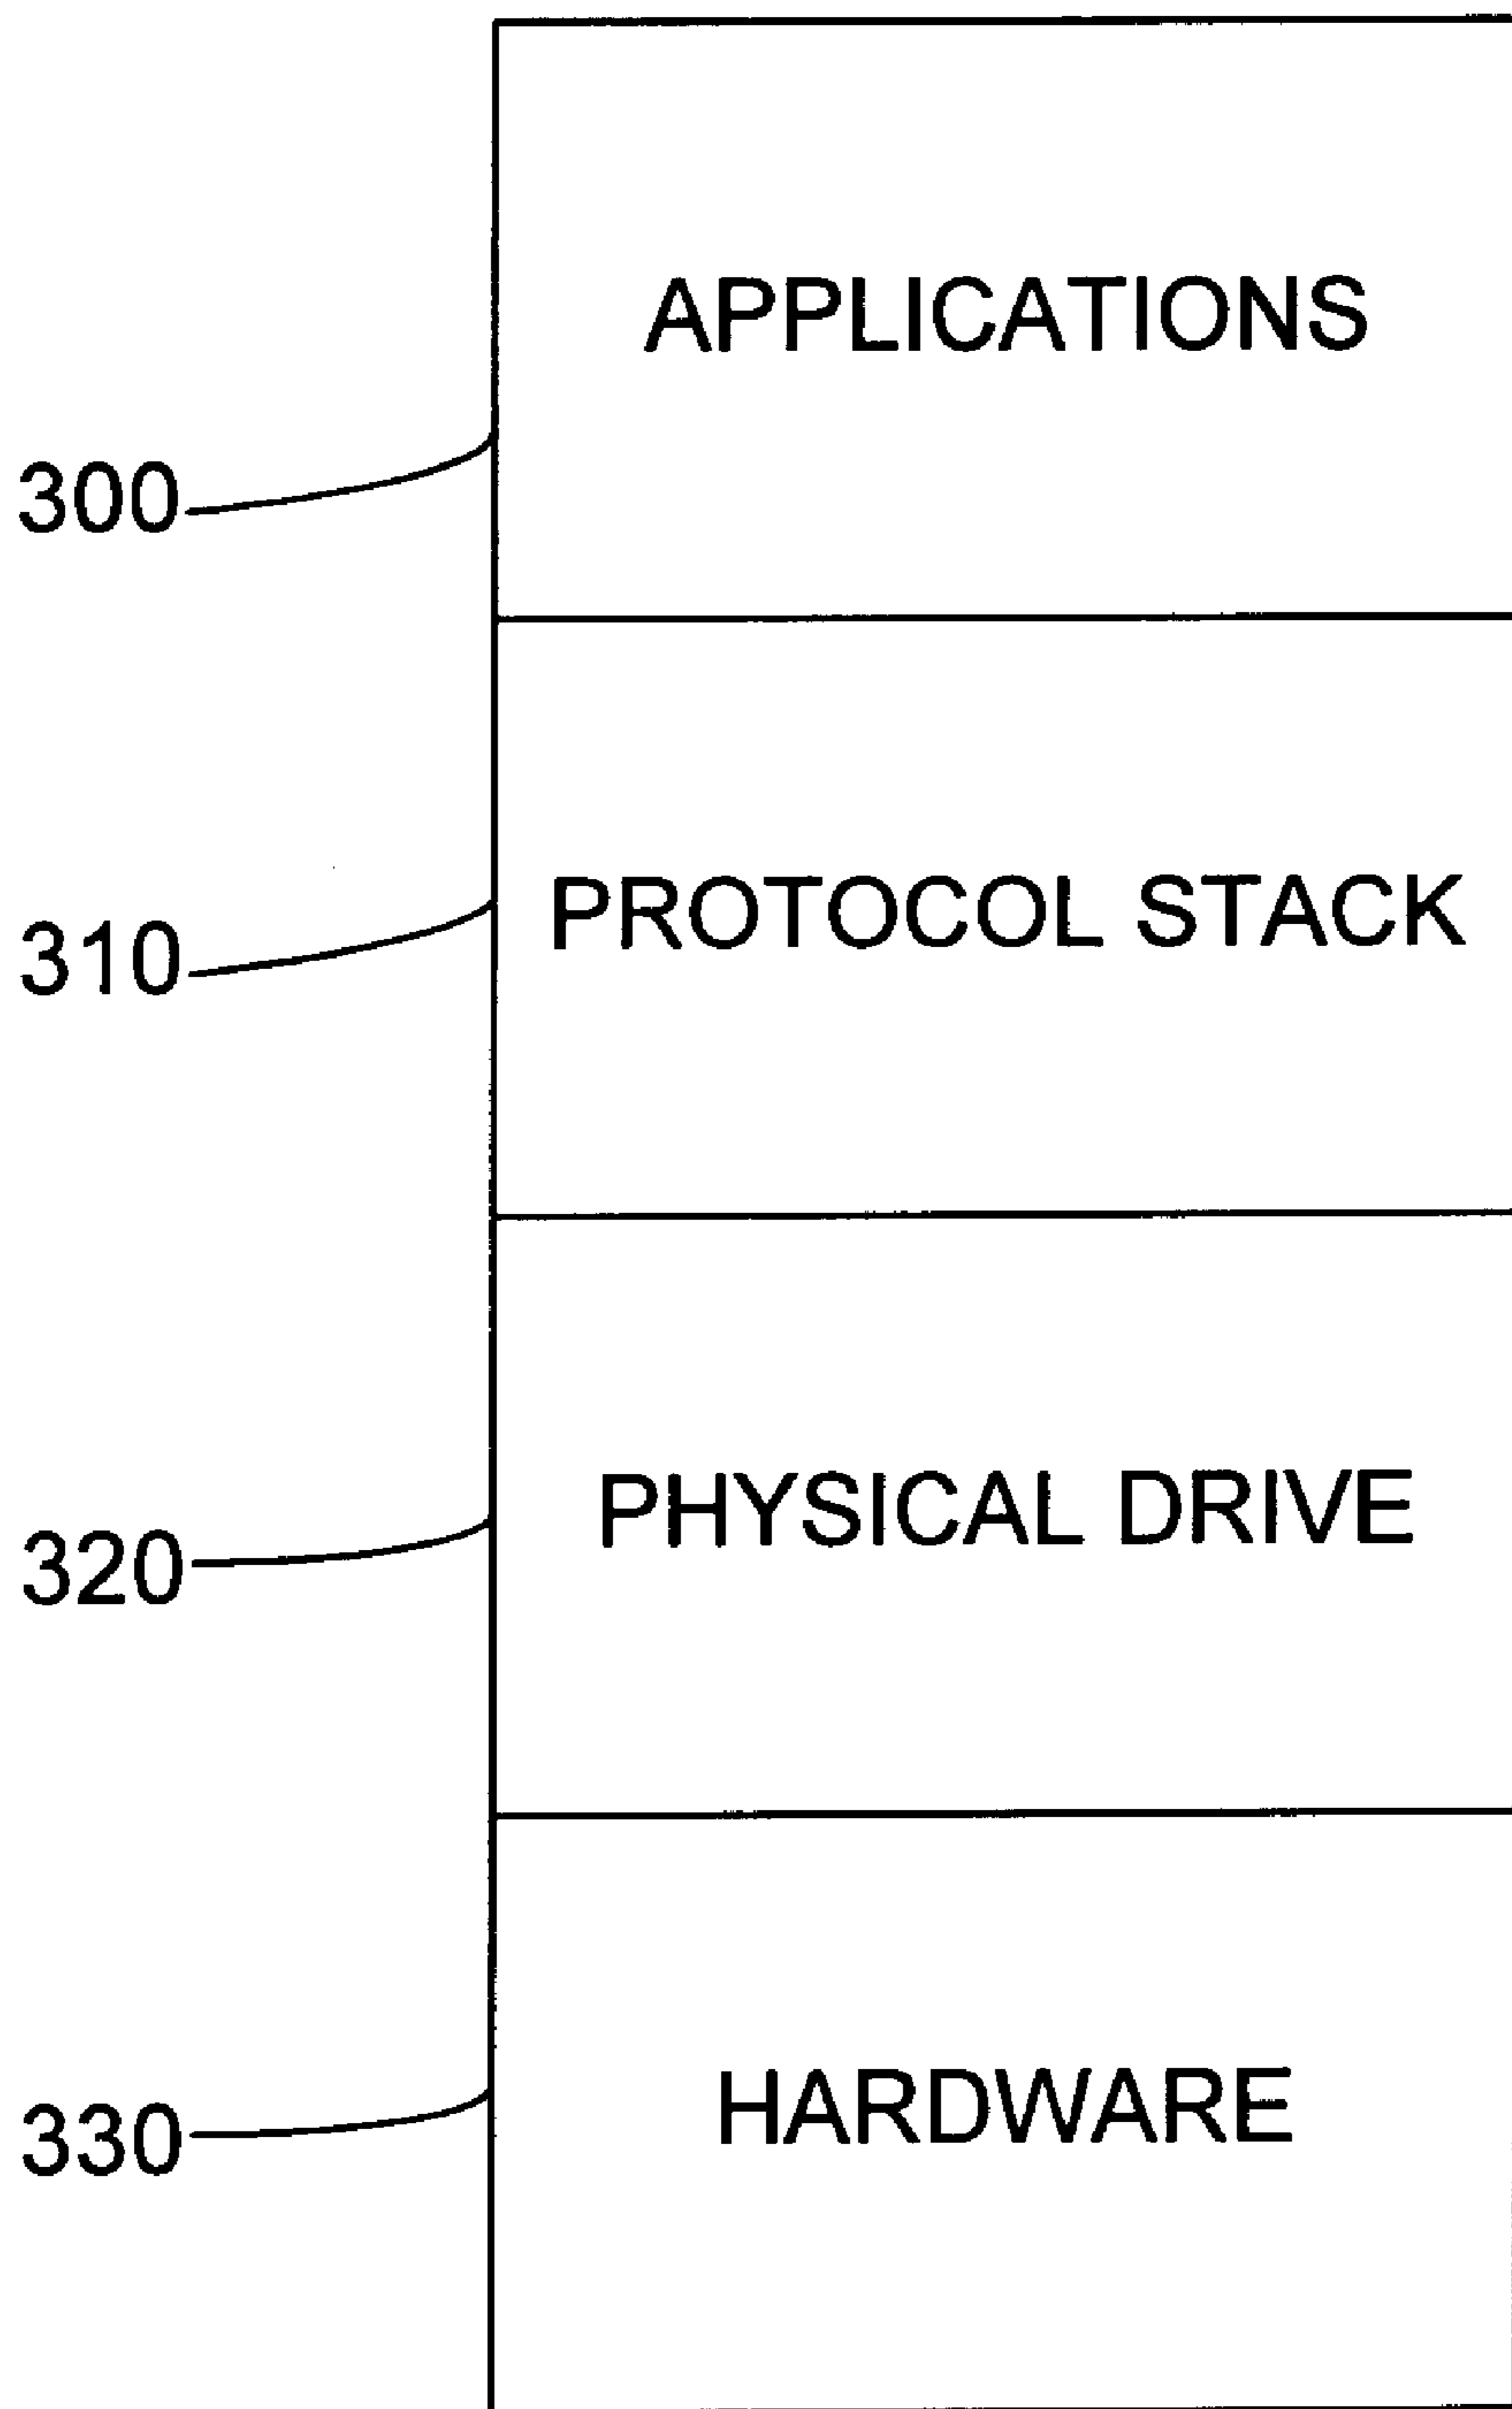 APPLICATIONS
300
PROTOCOL STACK
310
PHYSICAL DRIVE
320
HARDWARE
330